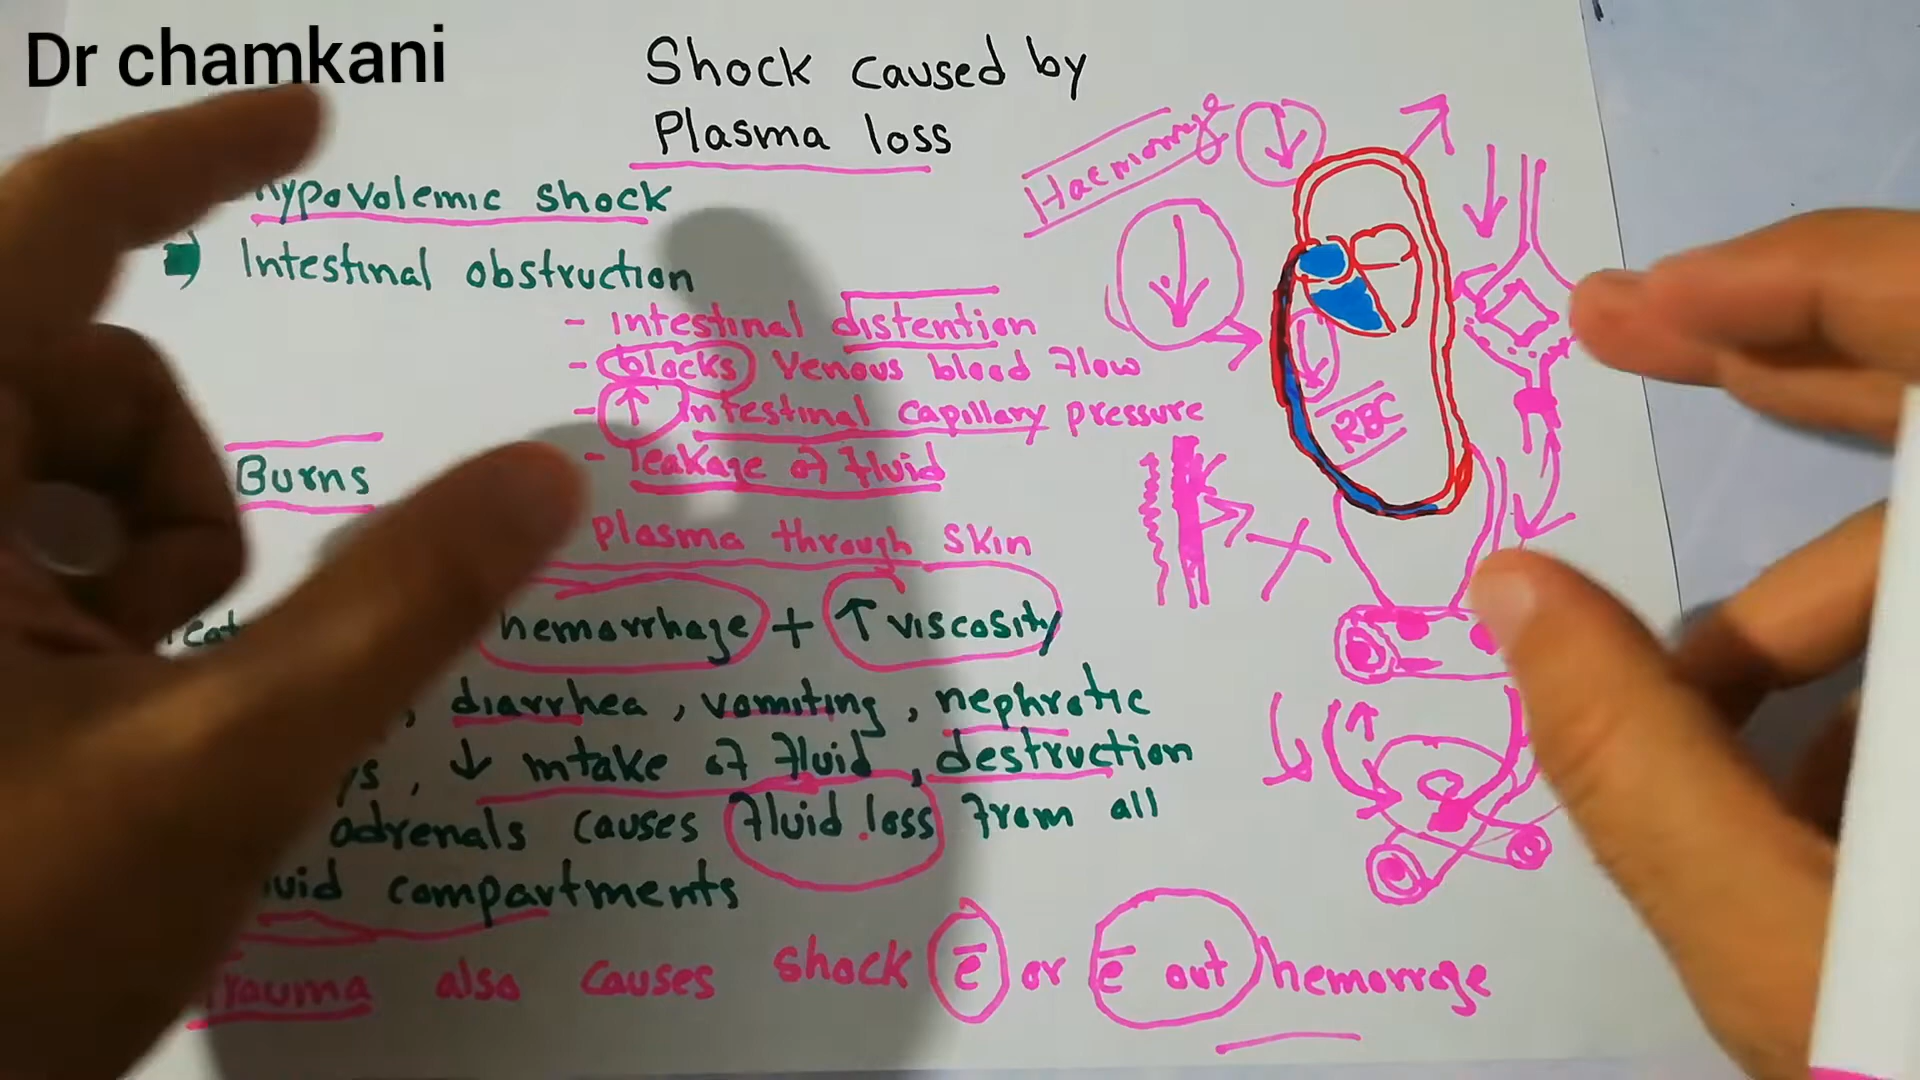 Dr chamkani
Shock caused by
Plasma loss
Haemorrage
hypovolemic shock
Intestinal obstruction
- Intestinal distention
- blocks venous blood flow
- ↑ Intestinal capillary pressure
- leakage of fluid
RBC
Burns
plasma through skin
hemorrhage + ↑ viscosity
, diarrhea, vomiting, nephrotic
, ↓ intake of fluid, destruction
adrenals causes fluid loss from all
compartments
Trauma also causes shock c̄ or c̄ out hemorrage